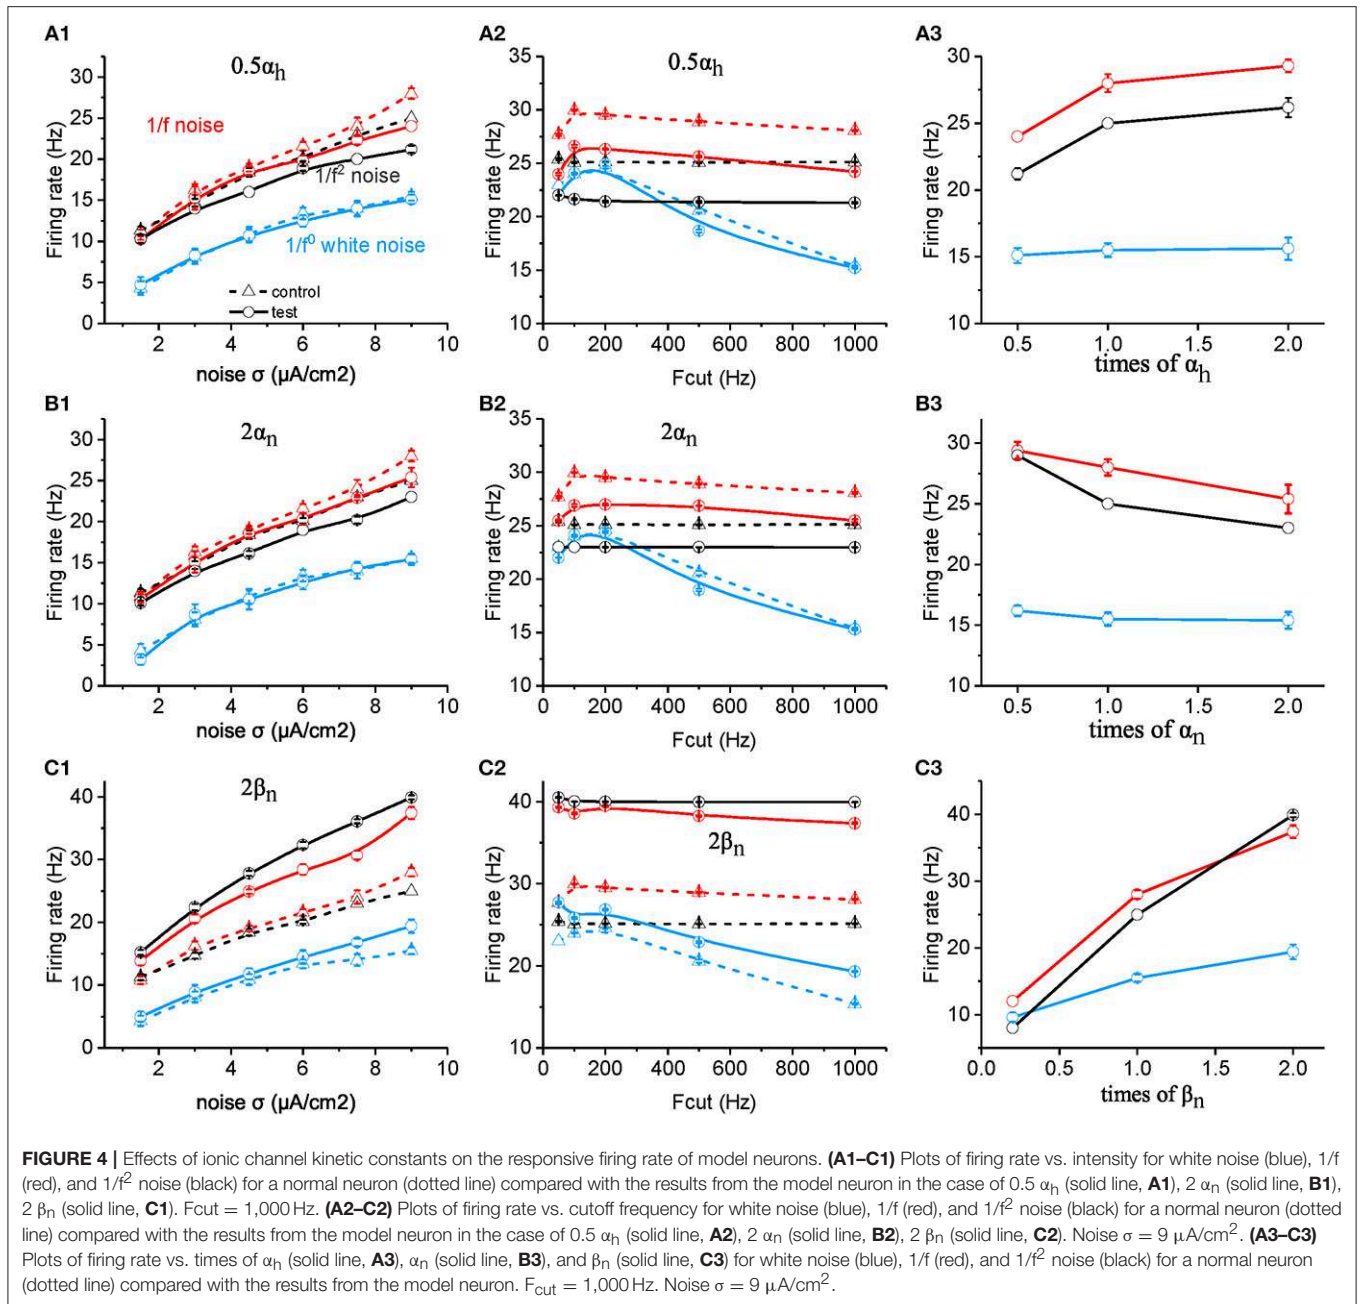 A1
0.5αh
1/f noise
1/f² noise
1/f⁰ white noise
control
test
Firing rate (Hz)
30
25
20
15
10
5
0
2 4 6 8 10
noise σ (µA/cm2)
A2
0.5αh
Firing rate (Hz)
35
30
25
20
15
10
0 200 400 600 800 1000
Fcut (Hz)
A3
Firing rate (Hz)
30
25
20
15
10
0.5 1.0 1.5 2.0
times of αh
B1
2αn
Firing rate (Hz)
30
25
20
15
10
5
0
2 4 6 8 10
noise σ (µA/cm2)
B2
2αn
Firing rate (Hz)
35
30
25
20
15
10
0 200 400 600 800 1000
Fcut (Hz)
B3
Firing rate (Hz)
30
25
20
15
10
0.5 1.0 1.5 2.0
times of αn
C1
2βn
Firing rate (Hz)
40
30
20
10
0
2 4 6 8 10
noise σ (µA/cm2)
C2
2βn
Firing rate (Hz)
40
30
20
10
0 200 400 600 800 1000
Fcut (Hz)
C3
Firing rate (Hz)
40
30
20
10
0.0 0.5 1.0 1.5 2.0
times of βn
FIGURE 4 | Effects of ionic channel kinetic constants on the responsive firing rate of model neurons. (A1–C1) Plots of firing rate vs. intensity for white noise (blue), 1/f
(red), and 1/f² noise (black) for a normal neuron (dotted line) compared with the results from the model neuron in the case of 0.5 αh (solid line, A1), 2 αn (solid line, B1),
2 βn (solid line, C1). Fcut = 1,000 Hz. (A2–C2) Plots of firing rate vs. cutoff frequency for white noise (blue), 1/f (red), and 1/f² noise (black) for a normal neuron (dotted
line) compared with the results from the model neuron in the case of 0.5 αh (solid line, A2), 2 αn (solid line, B2), 2 βn (solid line, C2). Noise σ = 9 µA/cm². (A3–C3)
Plots of firing rate vs. times of αh (solid line, A3), αn (solid line, B3), and βn (solid line, C3) for white noise (blue), 1/f (red), and 1/f² noise (black) for a normal neuron
(dotted line) compared with the results from the model neuron. Fcut = 1,000 Hz. Noise σ = 9 µA/cm².